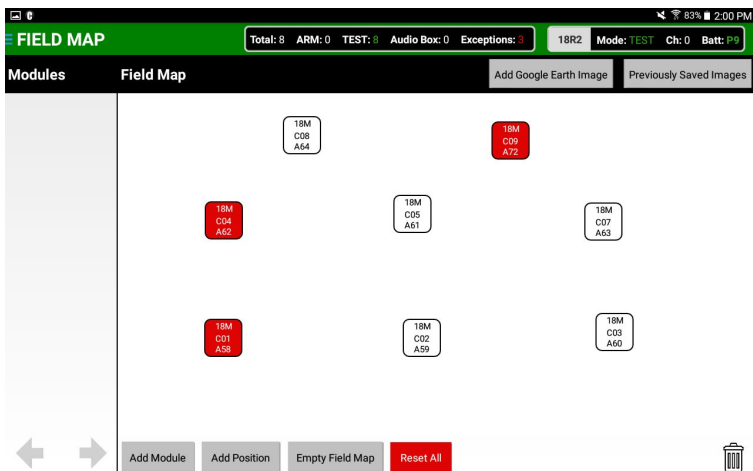 83% 2:00 PM
FIELD MAP
Total: 8 ARM: 0 TEST: 8 Audio Box: 0 Exceptions: 3
18R2 Mode: TEST Ch: 0 Batt: P9
Modules
Field Map
Add Google Earth Image
Previously Saved Images
18M
C08
A64
18M
C09
A72
18M
C04
A62
18M
C05
A61
18M
C07
A63
18M
C01
A58
18M
C02
A59
18M
C03
A60
Add Module
Add Position
Empty Field Map
Reset All